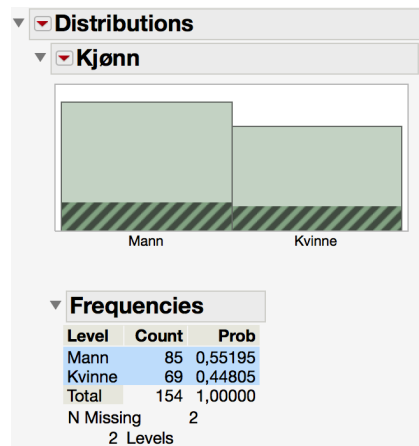 Distributions
Kjønn
Mann Kvinne
Frequencies
Level Count Prob
Mann 85 0,55195
Kvinne 69 0,44805
Total 154 1,00000
N Missing 2
2 Levels